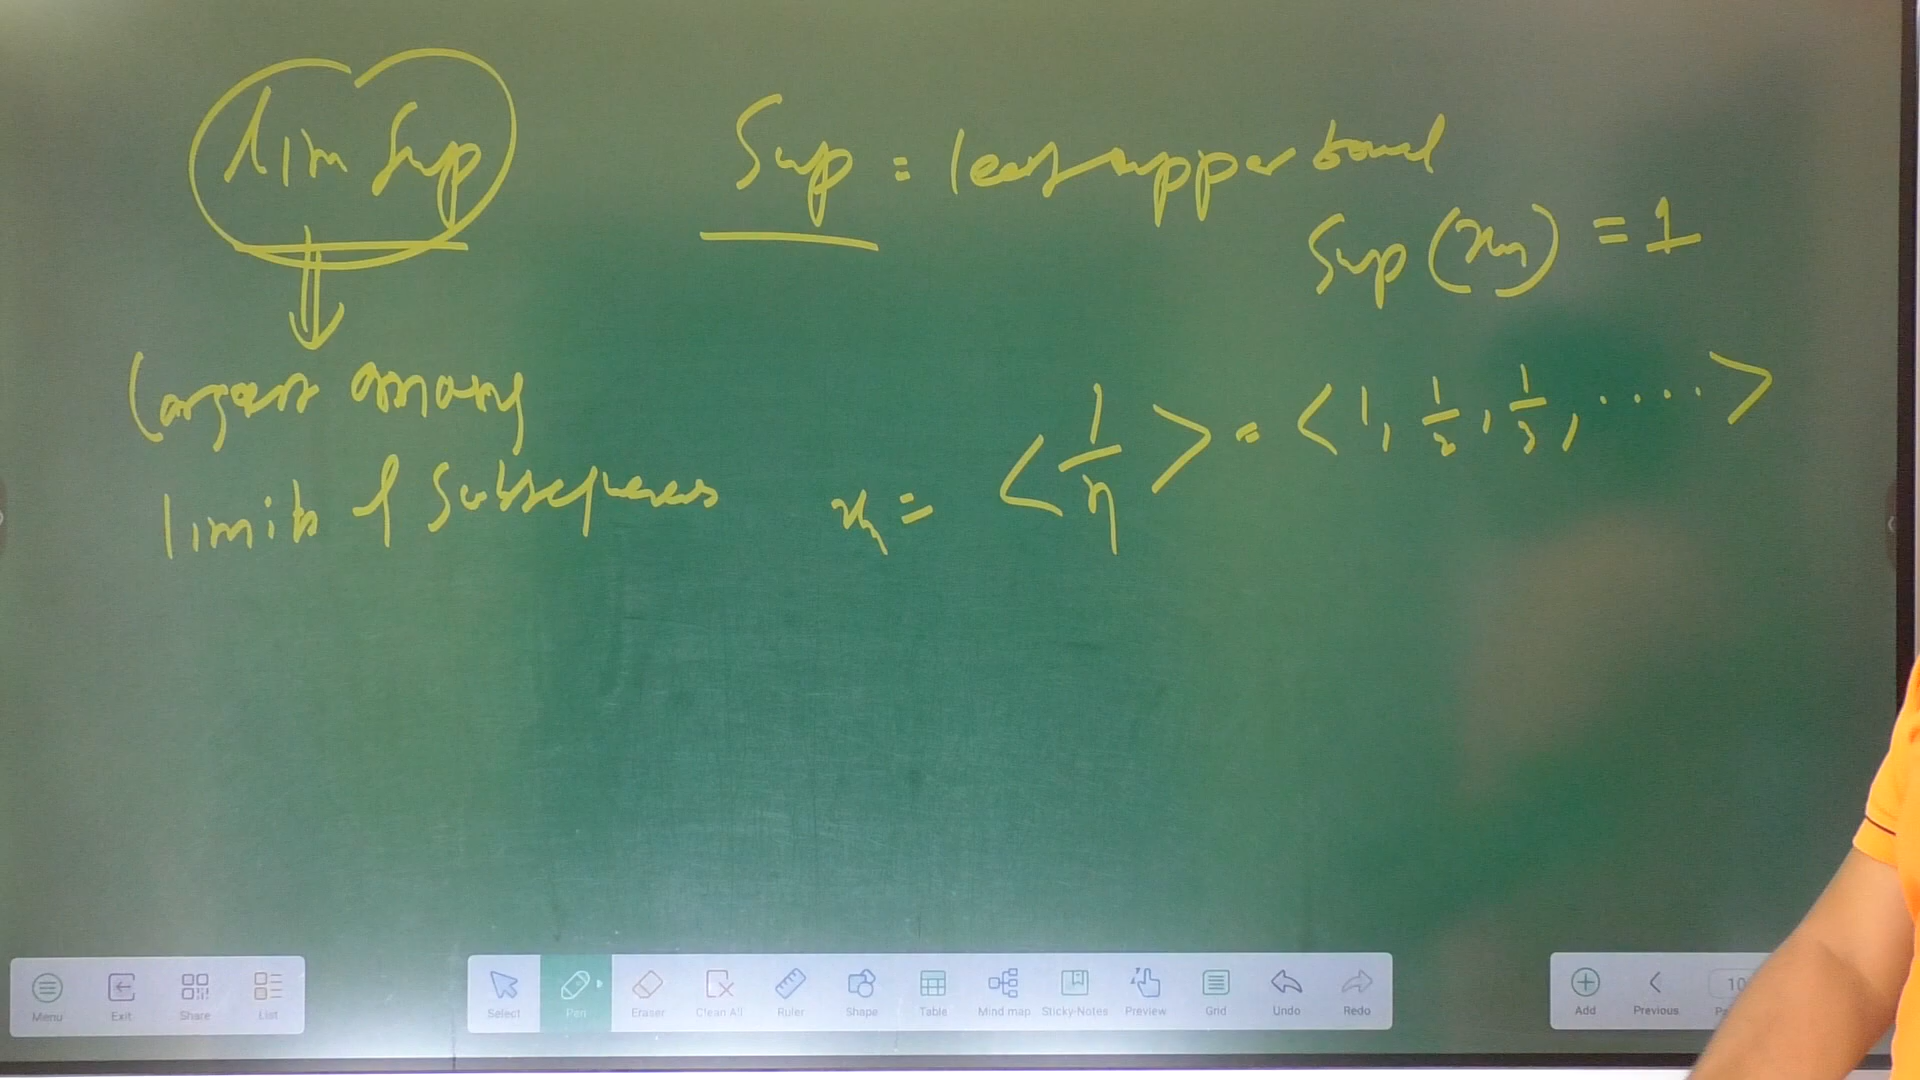 lim Sup
Sup = least upper bound
Sup (xn) = 1
largest among
limits of Subsequences
xn = < 1/n > = < 1, 1/2, 1/3, ..... >
Menu
Exit
Share
List
Select
Pen
Eraser
Clean All
Ruler
Shape
Table
Mind map
Sticky-Notes
Preview
Grid
Undo
Redo
Add
Previous
10